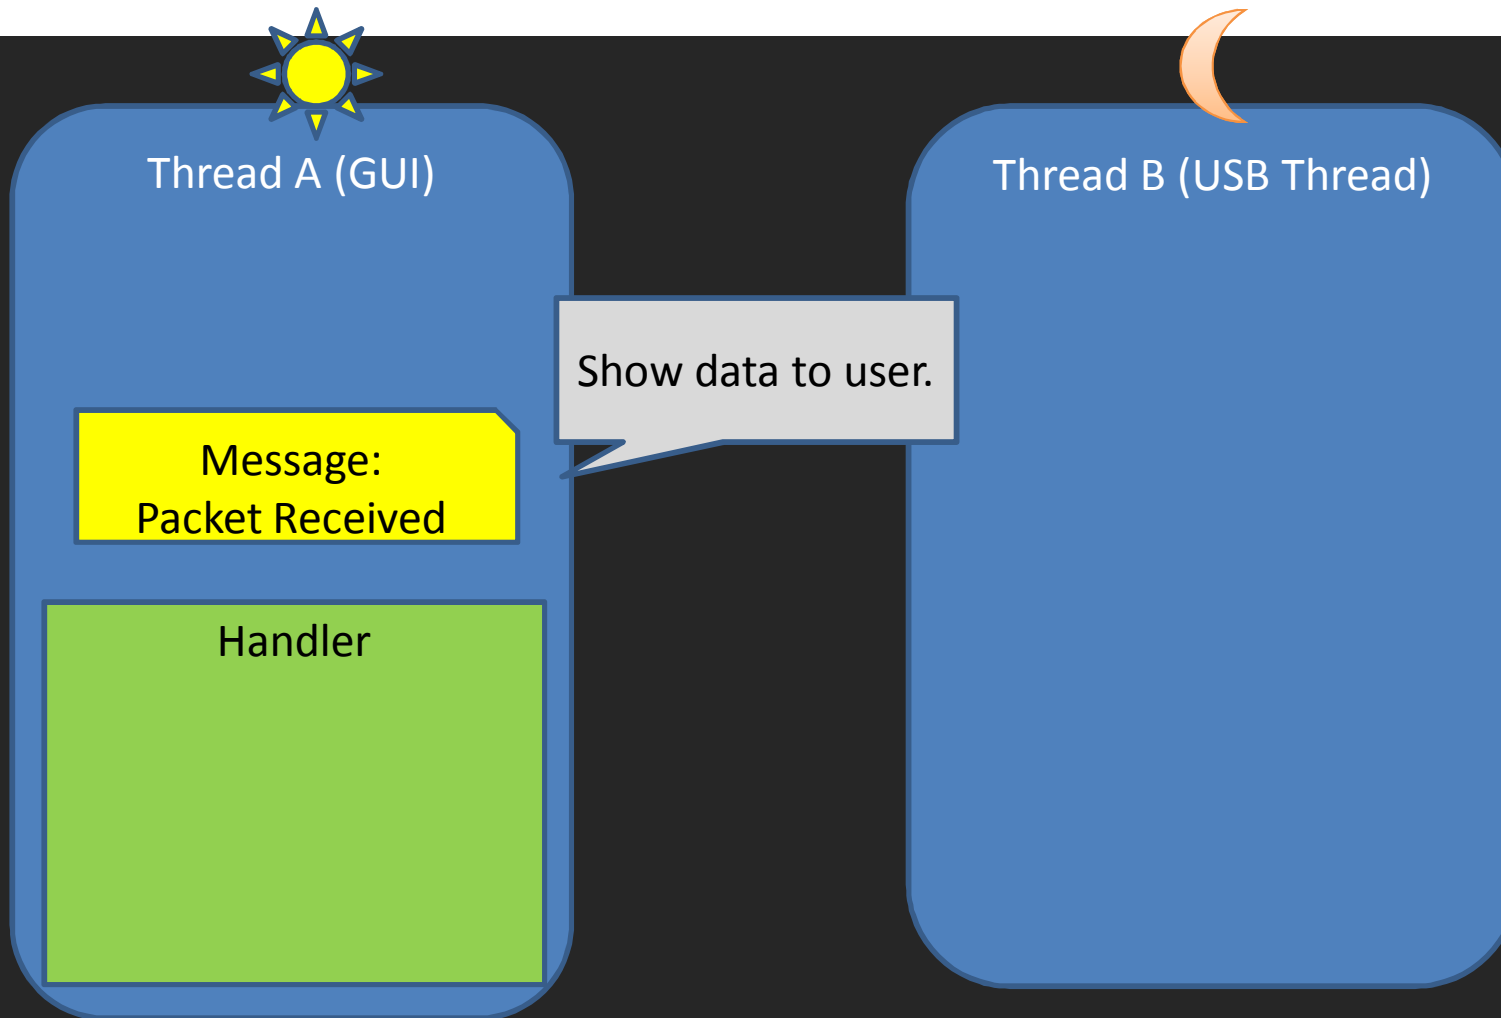 Thread A (GUI)
Thread B (USB Thread)
Show data to user.
Message:
Packet Received
Handler